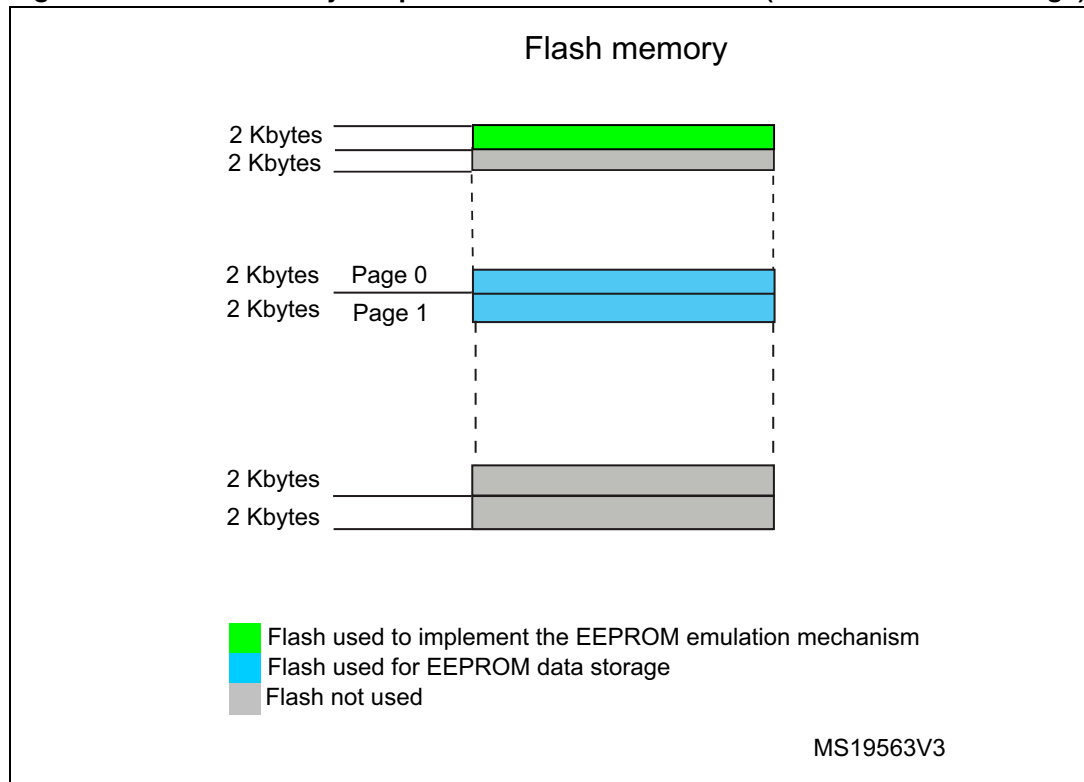 Flash memory
2 Kbytes
2 Kbytes
2 Kbytes Page 0
2 Kbytes Page 1
2 Kbytes
2 Kbytes
Flash used to implement the EEPROM emulation mechanism
Flash used for EEPROM data storage
Flash not used
MS19563V3